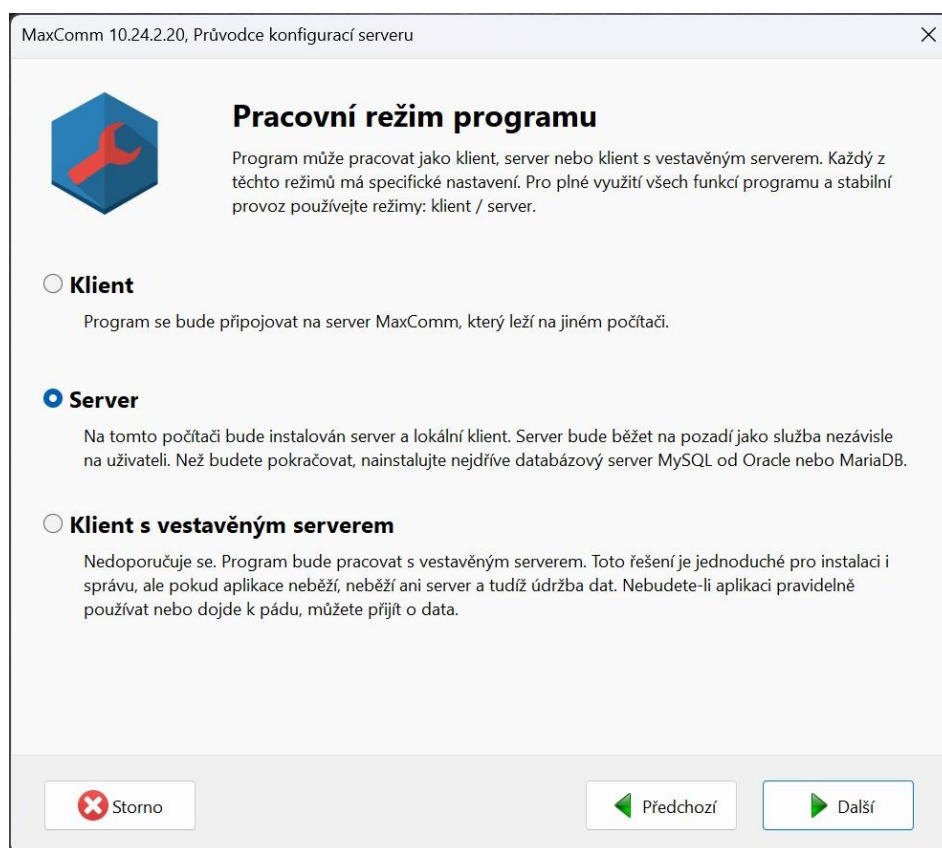 MaxComm 10.24.2.20, Průvodce konfigurací serveru
Pracovní režim programu
Program může pracovat jako klient, server nebo klient s vestavěným serverem. Každý z
těchto režimů má specifické nastavení. Pro plné využití všech funkcí programu a stabilní
provoz používejte režimy: klient / server.
Klient
Program se bude připojovat na server MaxComm, který leží na jiném počítači.
Server
Na tomto počítači bude instalován server a lokální klient. Server bude běžet na pozadí jako služba nezávisle
na uživateli. Než budete pokračovat, nainstalujte nejdříve databázový server MySQL od Oracle nebo MariaDB.
Klient s vestavěným serverem
Nedoporučuje se. Program bude pracovat s vestavěným serverem. Toto řešení je jednoduché pro instalaci i
správu, ale pokud aplikace neběží, neběží ani server a tudíž údržba dat. Nebudete-li aplikaci pravidelně
používat nebo dojde k pádu, můžete přijít o data.
Storno
Předchozí
Další